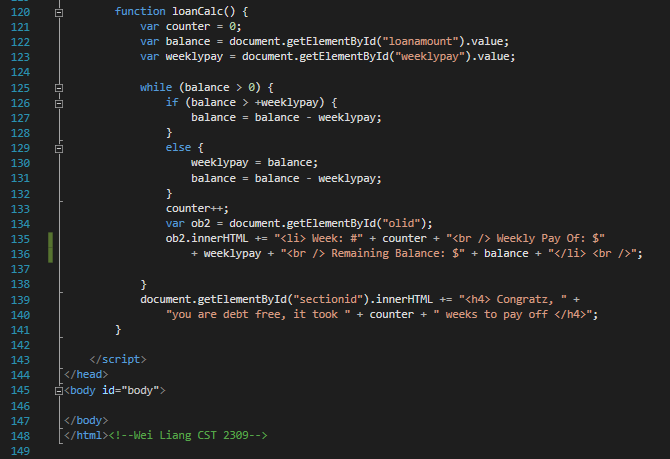 120 function loanCalc() {
121 var counter = 0;
122 var balance = document.getElementById("loanamount").value;
123 var weeklypay = document.getElementById("weeklypay").value;
124
125 while (balance > 0) {
126 if (balance > +weeklypay) {
127 balance = balance - weeklypay;
128 }
129 else {
130 weeklypay = balance;
131 balance = balance - weeklypay;
132 }
133 counter++;
134 var ob2 = document.getElementById("olid");
135 ob2.innerHTML += "<li> Week: #" + counter + "<br /> Weekly Pay Of: $"
136 + weeklypay + "<br /> Remaining Balance: $" + balance + "</li> <br />";
137
138 }
139 document.getElementById("sectionid").innerHTML += "<h4> Congratz, " +
140 "you are debt free, it took " + counter + " weeks to pay off </h4>";
141 }
142
143 </script>
144 </head>
145 <body id="body">
146
147 </body>
148 </html><!--Wei Liang CST 2309-->
149